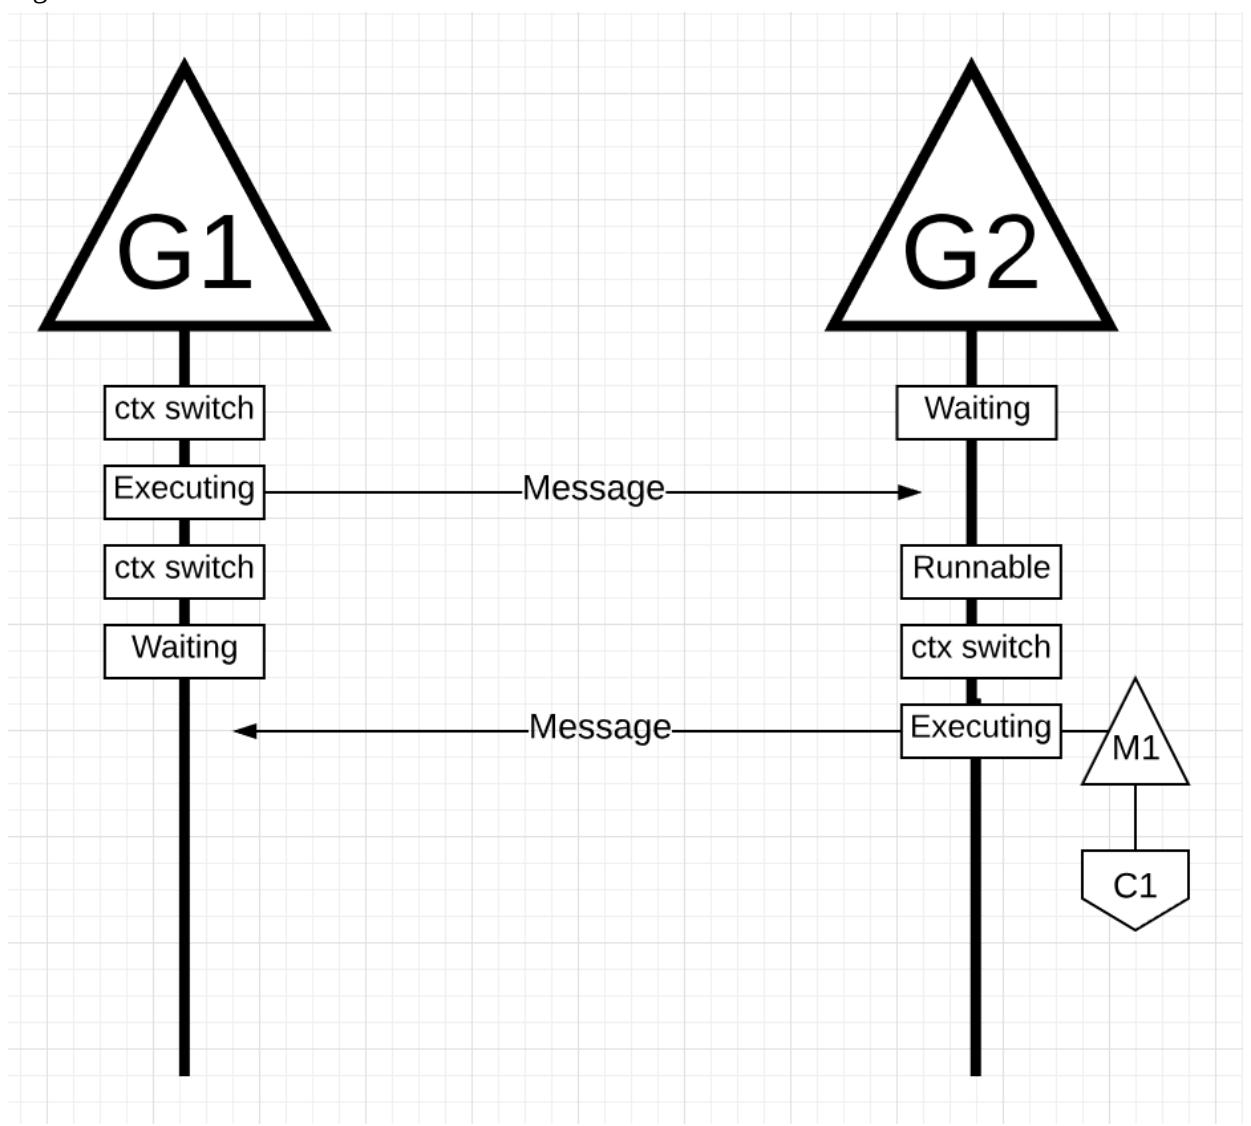 G1
G2
ctx switch
Waiting
Executing
Message
ctx switch
Runnable
Waiting
ctx switch
Message
Executing
M1
C1